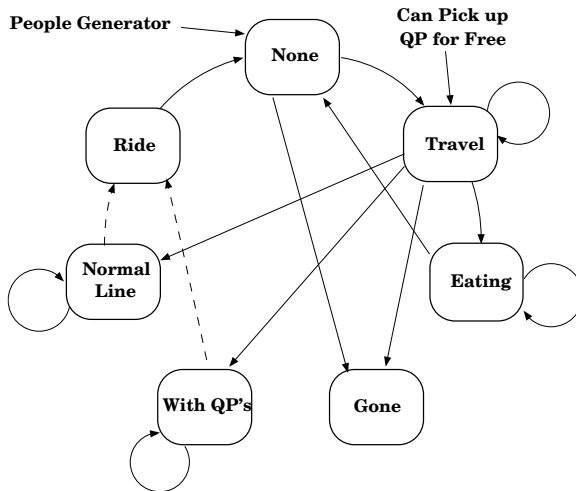 People Generator
Can Pick up
QP for Free
None
Ride
Travel
Normal
Line
Eating
With QP's
Gone